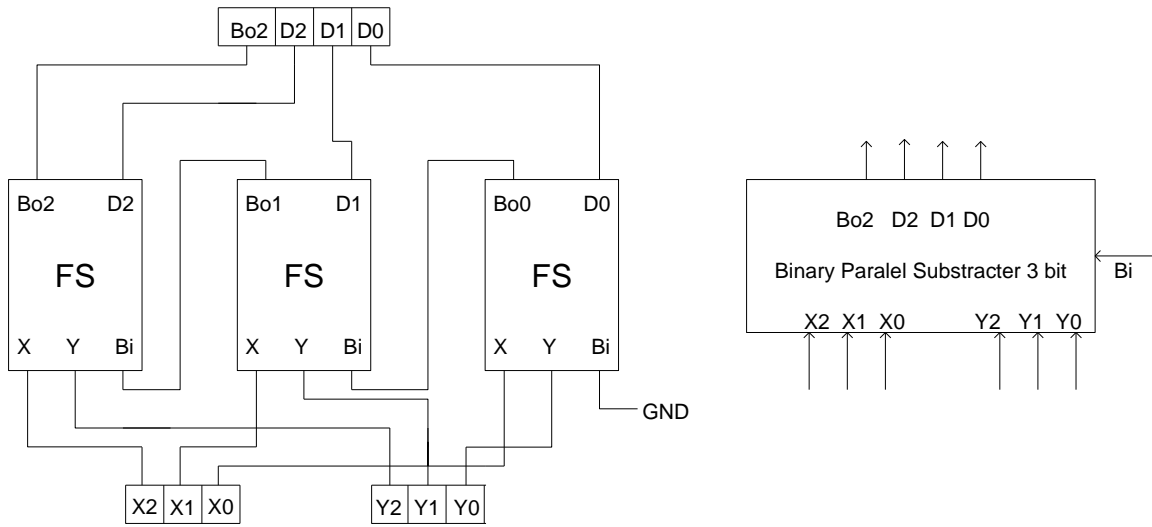 Bo2 D2 D1 D0
Bo2 D2
FS
X Y Bi
Bo1 D1
FS
X Y Bi
Bo0 D0
FS
X Y Bi
GND
X2 X1 X0
Y2 Y1 Y0
Bo2 D2 D1 D0
Binary Paralel Substracter 3 bit
Bi
X2 X1 X0
Y2 Y1 Y0